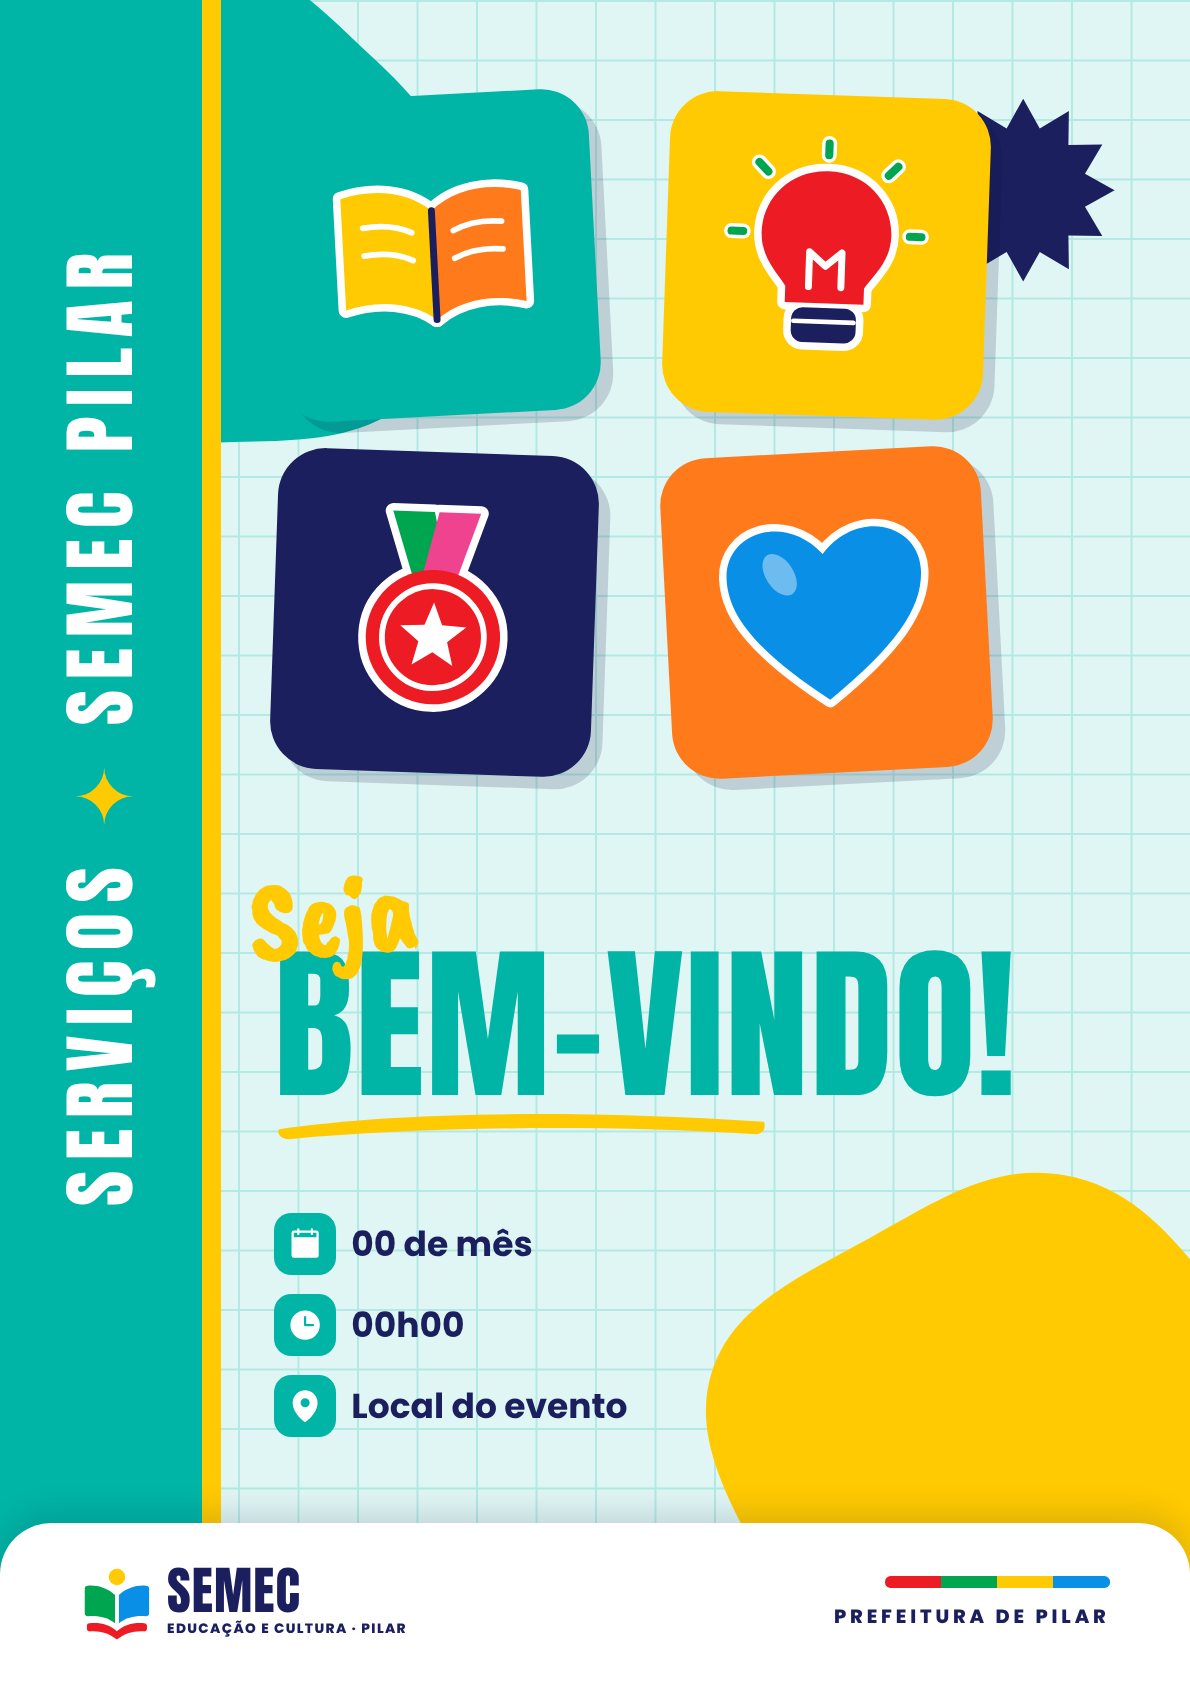 SERVIÇOS ✦ SEMEC PILAR
Seja
BEM-VINDO!
00 de mês
00h00
Local do evento
SEMEC
EDUCAÇÃO E CULTURA · PILAR
PREFEITURA DE PILAR